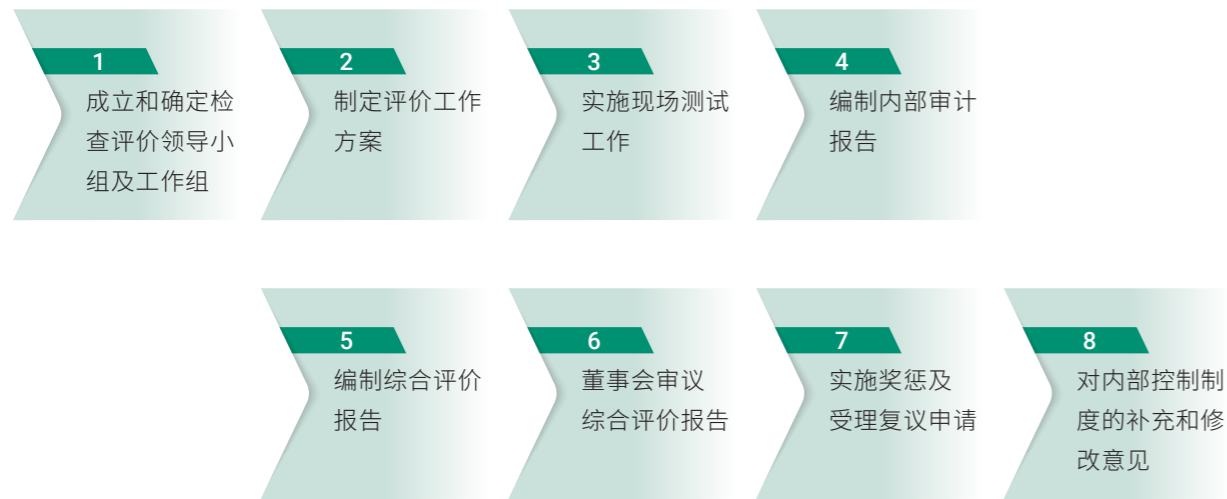 1
成立和确定检
查评价领导小
组及工作组
2
制定评价工作
方案
3
实施现场测试
工作
4
编制内部审计
报告
5
编制综合评价
报告
6
董事会审议
综合评价报告
7
实施奖惩及
受理复议申请
8
对内部控制制
度的补充和修
改意见